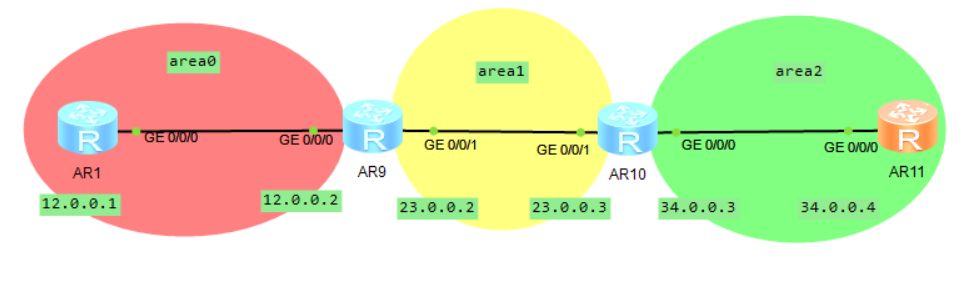 area0
area1
area2
R
R
R
R
GE 0/0/0
GE 0/0/0
GE 0/0/1
GE 0/0/1
GE 0/0/0
GE 0/0/0
AR1
AR9
AR10
AR11
12.0.0.1
12.0.0.2
23.0.0.2
23.0.0.3
34.0.0.3
34.0.0.4